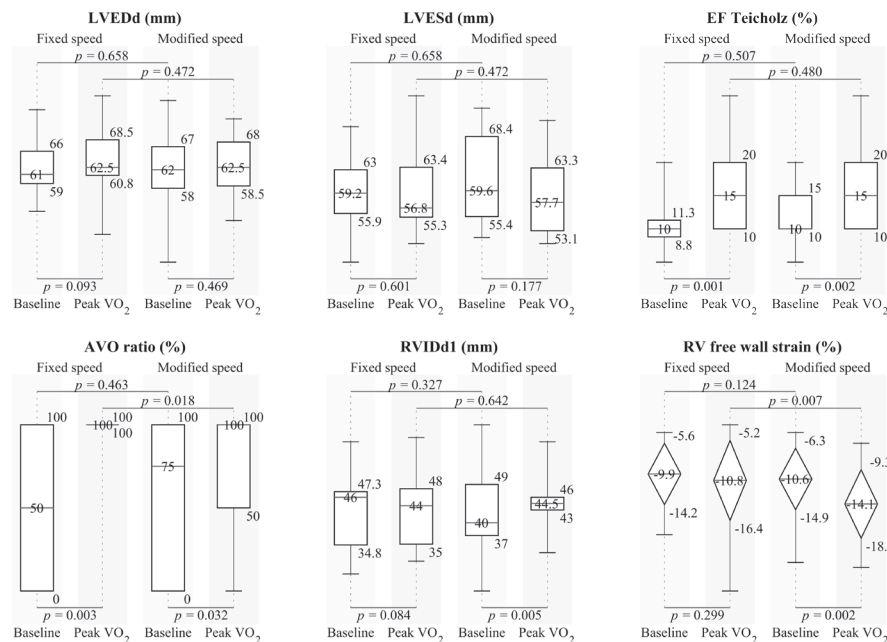 LVEDd (mm)
Fixed speed Modified speed
p = 0.658
p = 0.472
66 68.5 67 68
61 62.5 62 62.5
59 60.8 58 58.5
p = 0.093 p = 0.469
Baseline Peak VO2 Baseline Peak VO2
LVESd (mm)
Fixed speed Modified speed
p = 0.658
p = 0.472
63 63.4 68.4 63.3
59.2 56.8 59.6 57.7
55.9 55.3 55.4 53.1
p = 0.601 p = 0.177
Baseline Peak VO2 Baseline Peak VO2
EF Teicholz (%)
Fixed speed Modified speed
p = 0.507
p = 0.480
11.3 20 15 20
10 15 10 15
8.8 10 10 10
p = 0.001 p = 0.002
Baseline Peak VO2 Baseline Peak VO2
AVO ratio (%)
Fixed speed Modified speed
p = 0.463
p = 0.018
100 100 100 100
50 100 75 100
0 100 0 50
p = 0.003 p = 0.032
Baseline Peak VO2 Baseline Peak VO2
RVIDd1 (mm)
Fixed speed Modified speed
p = 0.327
p = 0.642
47.3 48 49 46
46 44 40 44.5
34.8 35 37 43
p = 0.084 p = 0.005
Baseline Peak VO2 Baseline Peak VO2
RV free wall strain (%)
Fixed speed Modified speed
p = 0.124
p = 0.007
-5.6 -5.2 -6.3
-9.9 -10.8 -10.6 -14.1
-14.2 -16.4 -14.9
p = 0.299 p = 0.002
Baseline Peak VO2 Baseline Peak VO2